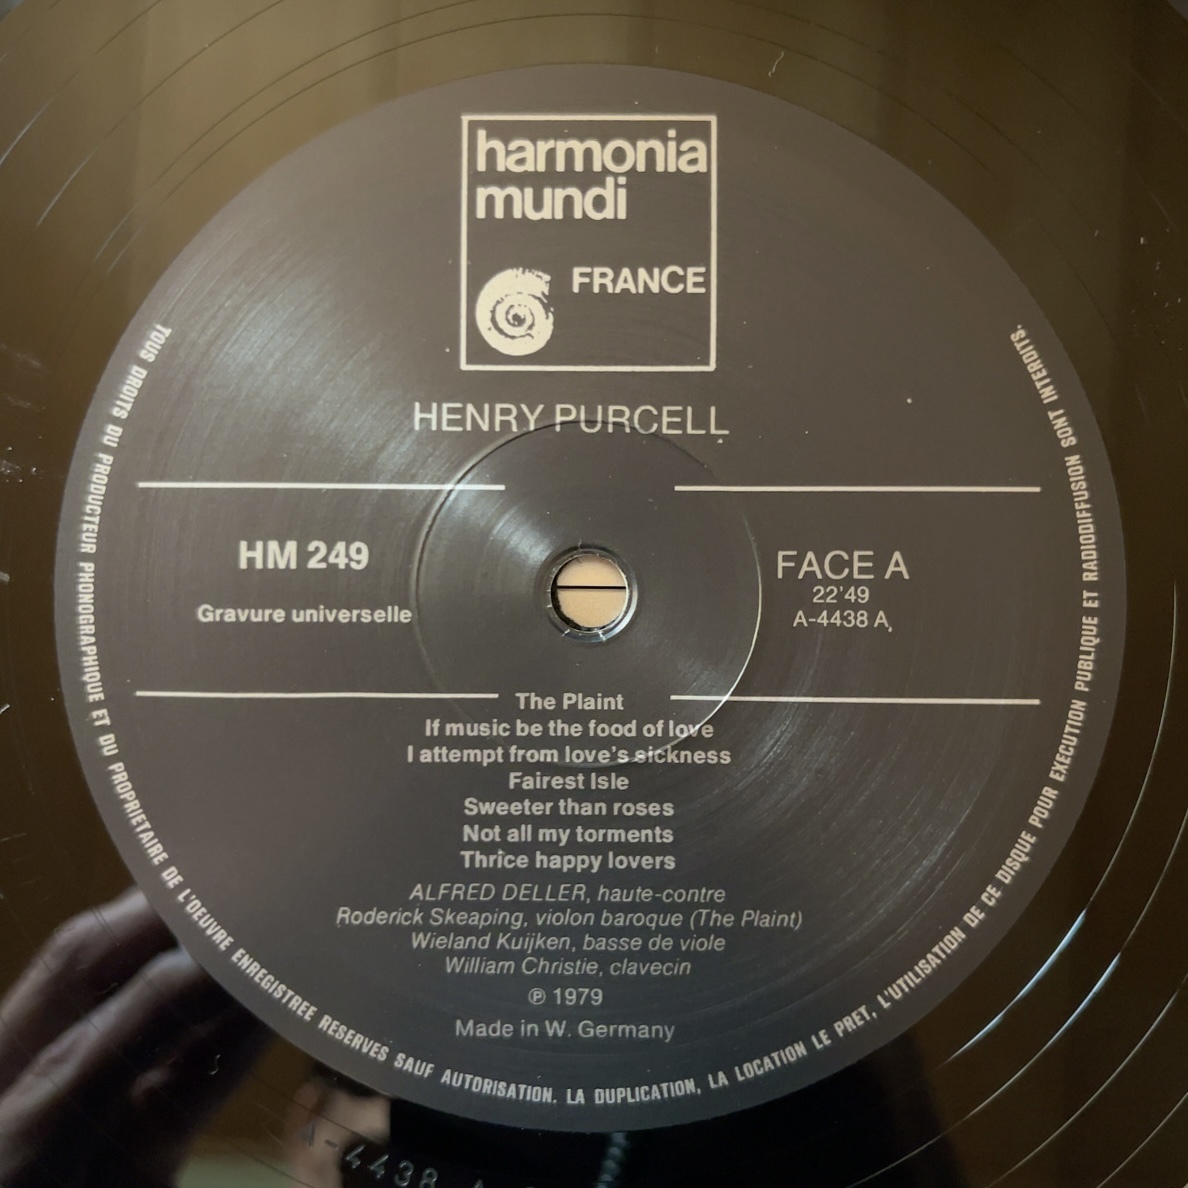 harmonia
mundi
FRANCE
HENRY PURCELL
HM 249
Gravure universelle
FACE A
22'49
A-4438 A
The Plaint
If music be the food of love
I attempt from love's sickness
Fairest Isle
Sweeter than roses
Not all my torments
Thrice happy lovers
ALFRED DELLER, haute-contre
Roderick Skeaping, violon baroque (The Plaint)
Wieland Kuijken, basse de viole
William Christie, clavecin
℗ 1979
Made in W. Germany
TOUS DROITS DU PRODUCTEUR PHONOGRAPHIQUE ET DU PROPRIETAIRE DE L'OEUVRE ENREGISTREE RESERVES SAUF AUTORISATION. LA DUPLICATION, LA LOCATION LE PRET, L'UTILISATION DE CE DISQUE POUR EXECUTION PUBLIQUE ET RADIODIFFUSION SONT INTERDITS.
A-4438 A